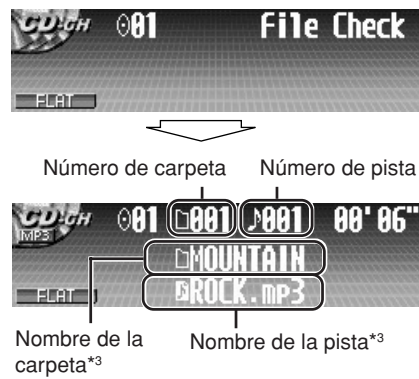 CD-CH 01 File Check
FLAT
Número de carpeta Número de pista
CD-CH MP3 01 001 001 00'06"
MOUNTAIN
FLAT ROCK.mp3
Nombre de la carpeta*3
Nombre de la pista*3